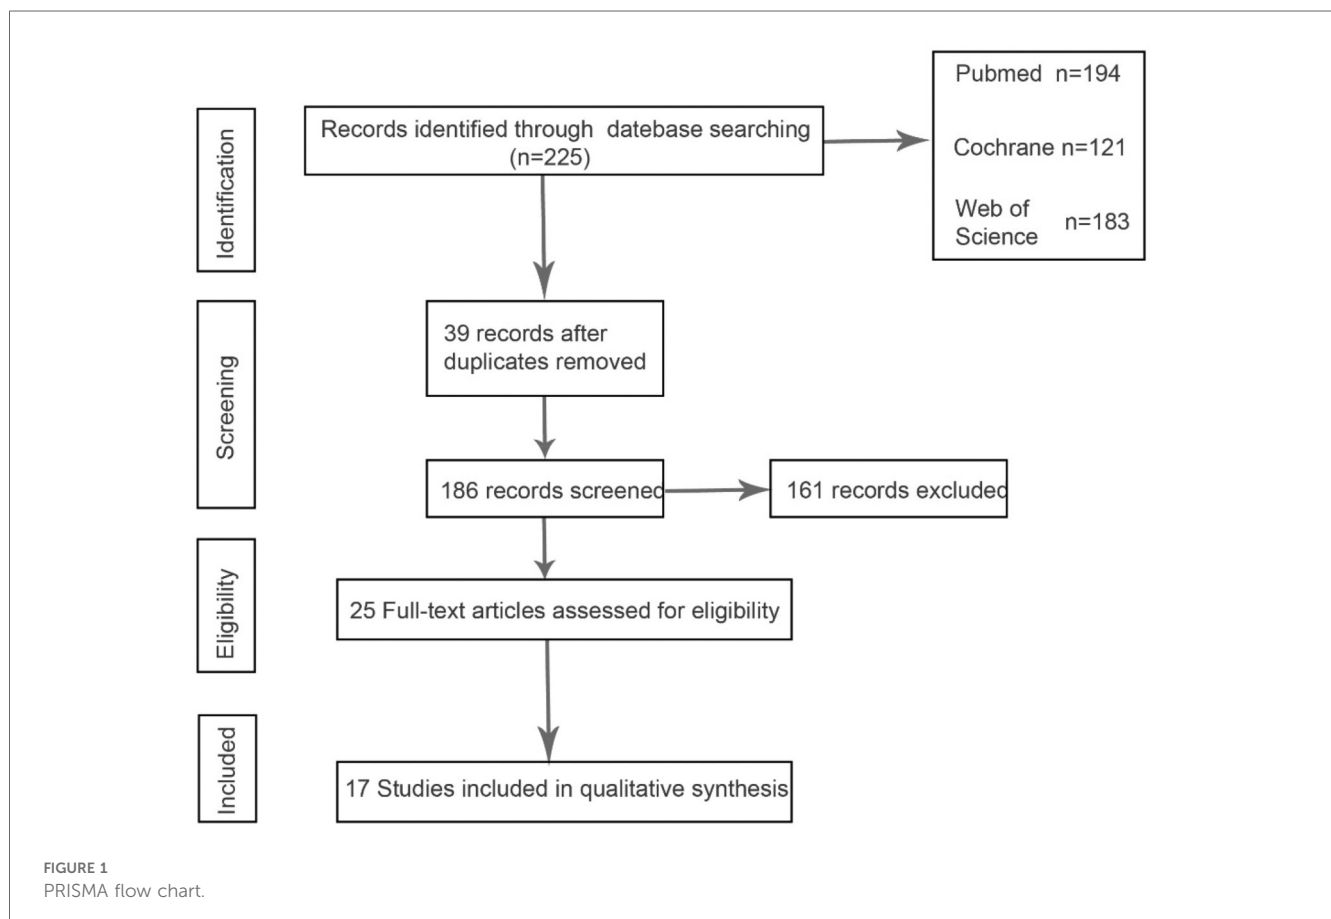 Identification
Records identified through datebase searching
(n=225)
Pubmed n=194
Cochrane n=121
Web of
Science n=183
Screening
39 records after
duplicates removed
186 records screened
161 records excluded
Eligibility
25 Full-text articles assessed for eligibility
Included
17 Studies included in qualitative synthesis
FIGURE 1
PRISMA flow chart.